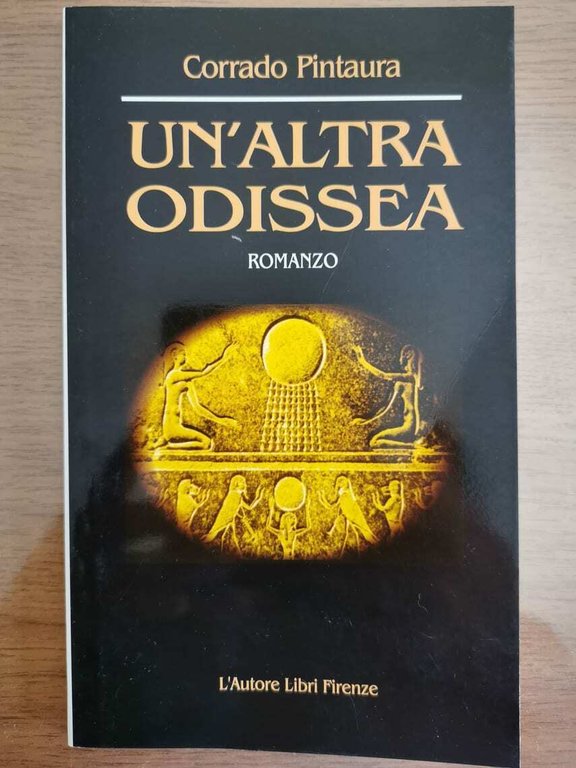 Corrado Pintaura
UN'ALTRA
ODISSEA
ROMANZO
L'Autore Libri Firenze